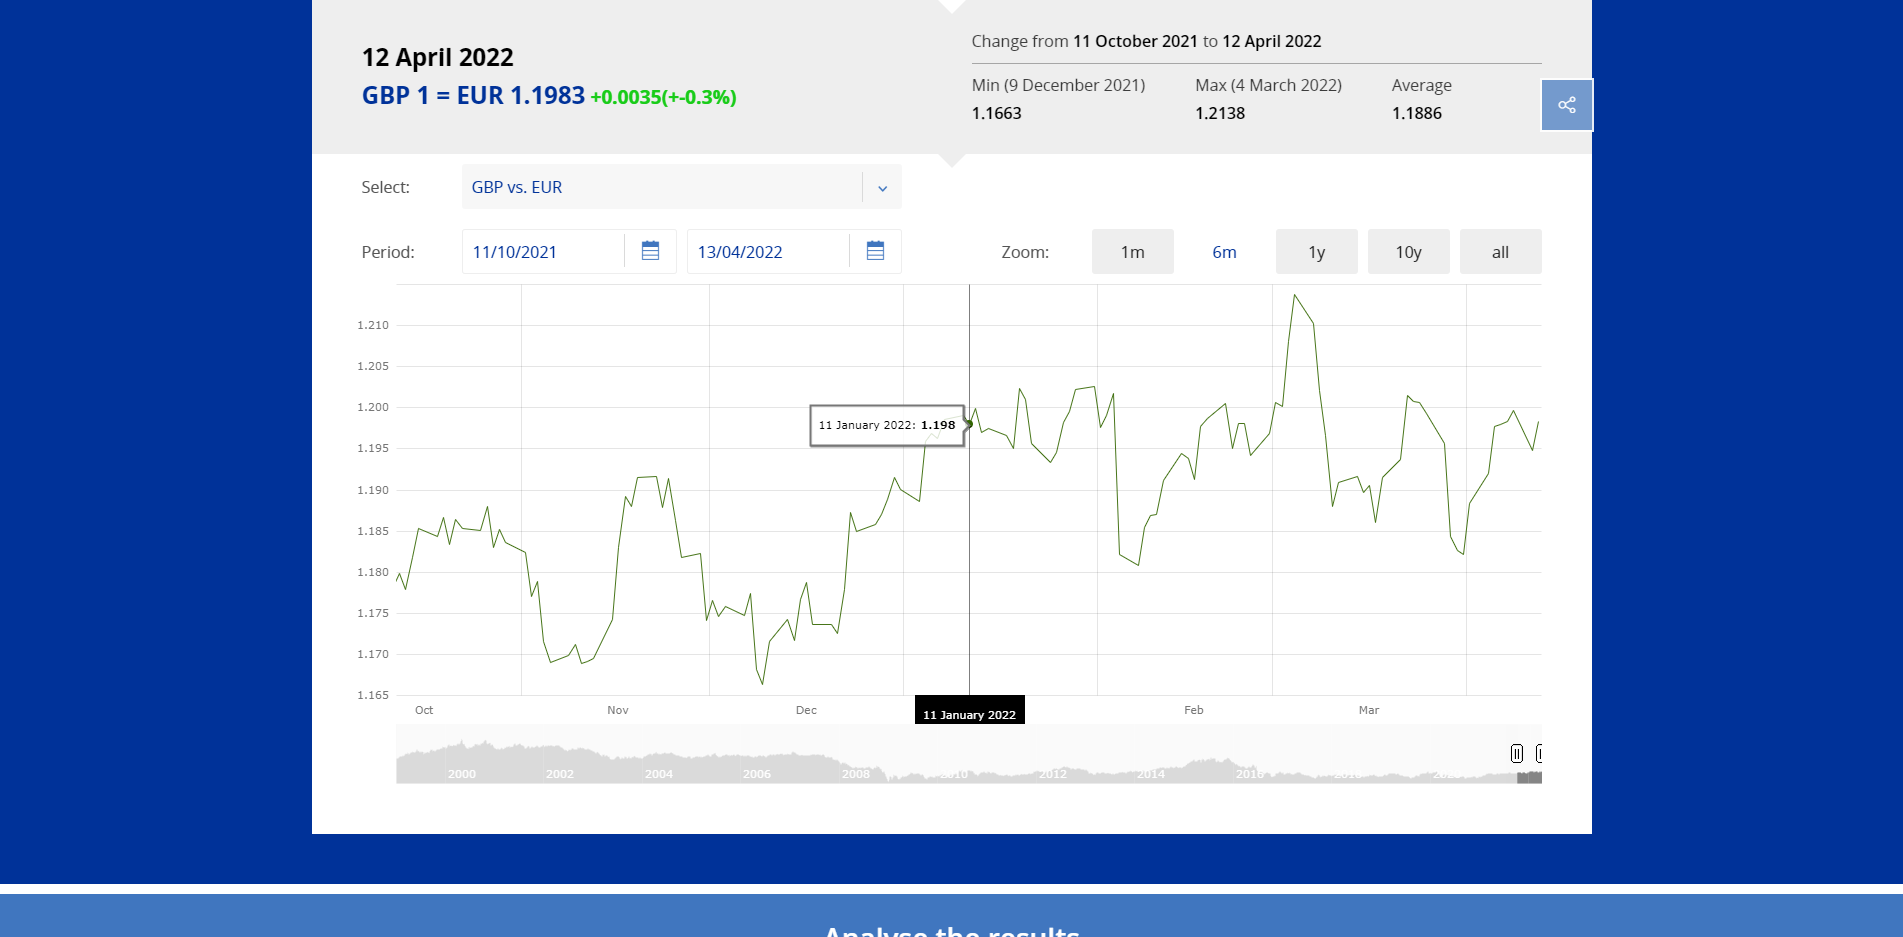 12 April 2022
GBP 1 = EUR 1.1983 +0.0035(+-0.3%)
Change from 11 October 2021 to 12 April 2022
Min (9 December 2021) Max (4 March 2022) Average
1.1663 1.2138 1.1886
Select: GBP vs. EUR
Period: 11/10/2021 13/04/2022 Zoom: 1m 6m 1y 10y all
1.210
1.205
1.200
11 January 2022: 1.198
1.195
1.190
1.185
1.180
1.175
1.170
1.165
Oct Nov Dec 11 January 2022 Feb Mar
2000 2002 2004 2006 2008 2010 2012 2014 2016 2018 2020
Analyse the results